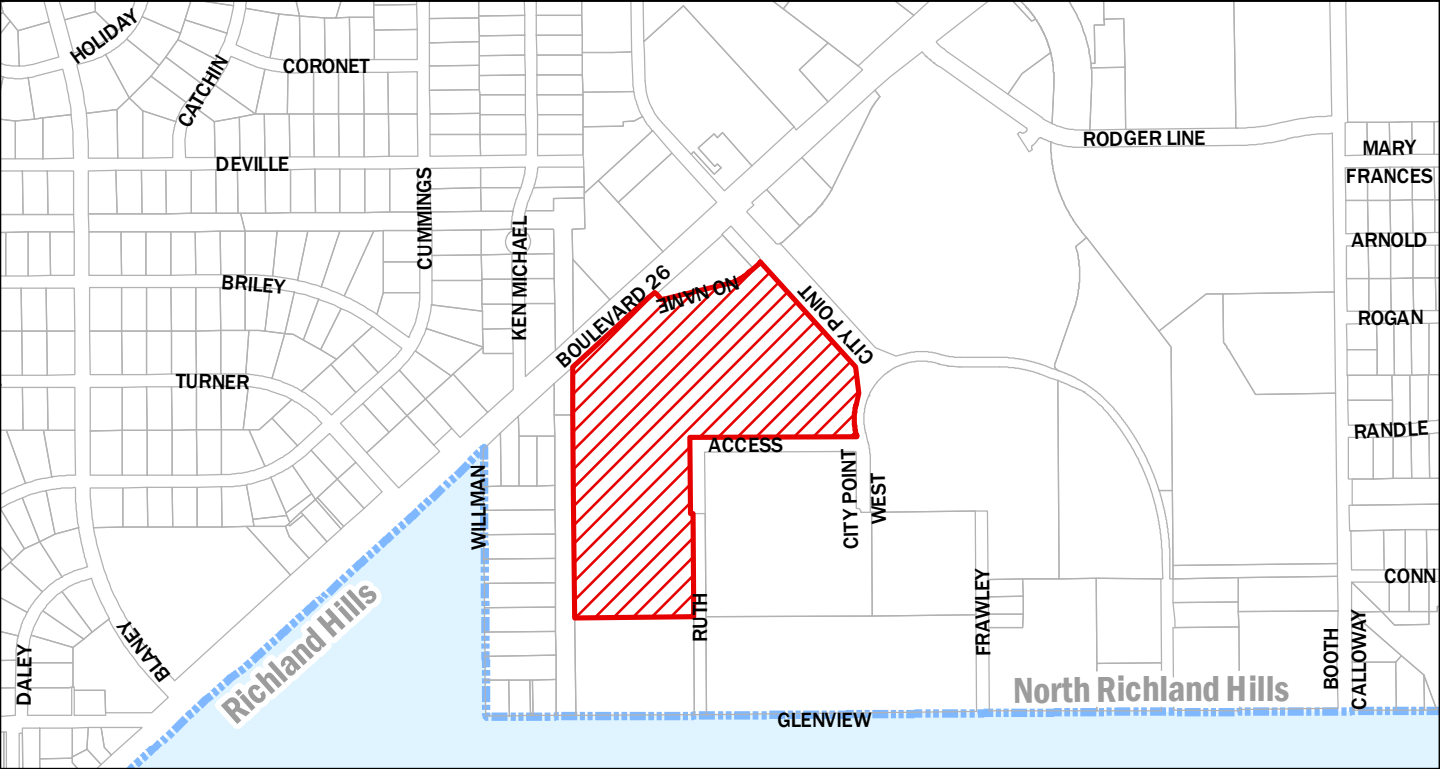 HOLIDAY
CORONET
CATCHIN
DEVILLE
RODGER LINE
MARY
FRANCES
CUMMINGS
KEN MICHAEL
ARNOLD
BRILEY
BOULEVARD 26
NO NAME
CITY POINT
ROGAN
TURNER
RANDLE
ACCESS
WILLMAN
CITY POINT
WEST
CONN
Richland Hills
RUTH
FRAWLEY
BLANEY
DALEY
BOOTH
CALLOWAY
North Richland Hills
GLENVIEW